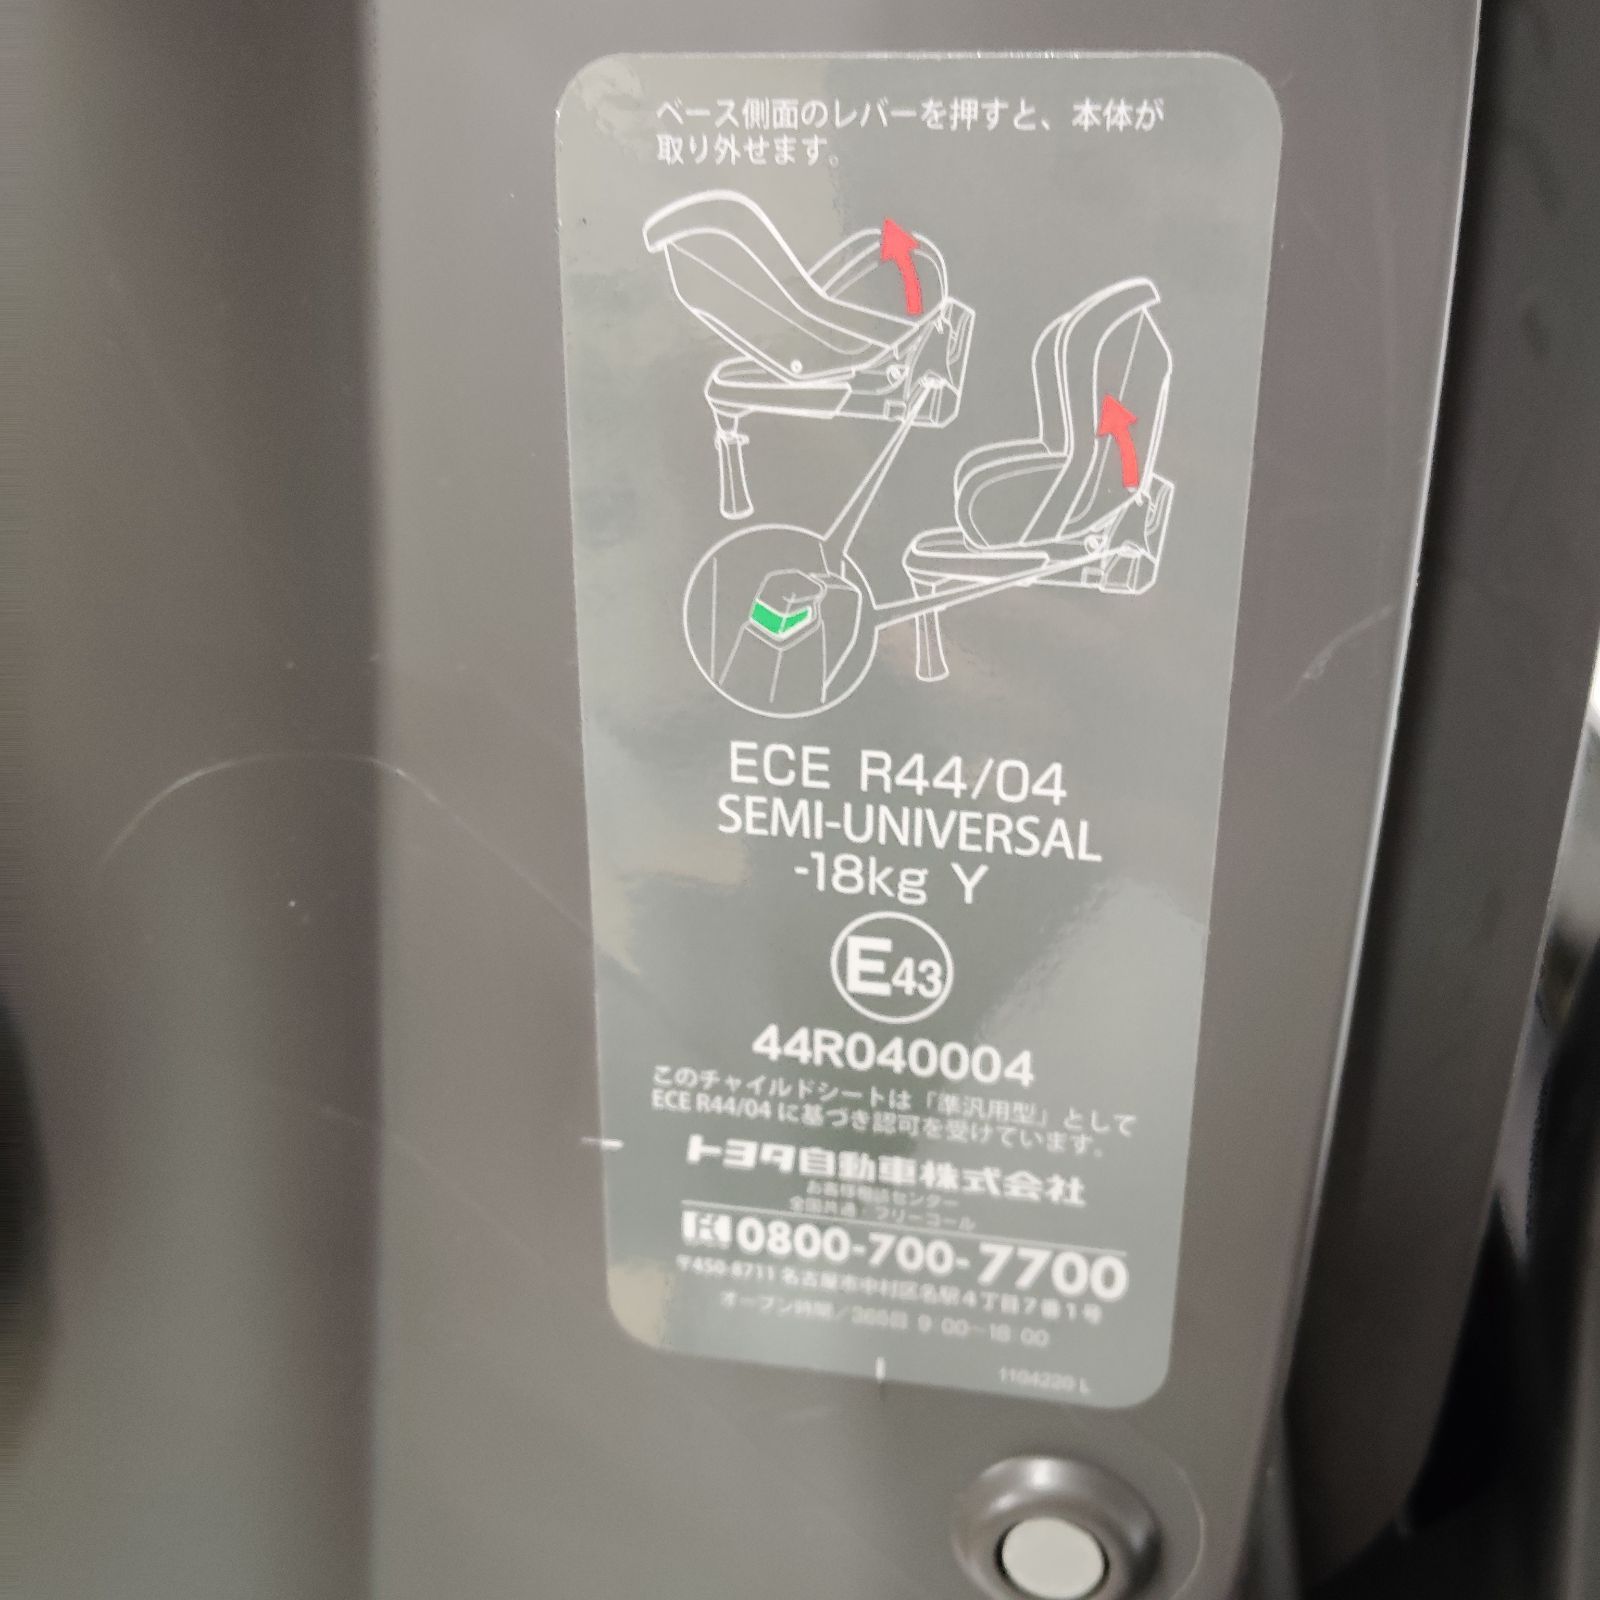 ベース側面のレバーを押すと、本体が
取り外せます。
ECE R44/04
SEMI-UNIVERSAL
-18kg Y
E43
44R040004
このチャイルドシートは「準汎用型」として
ECE R44/04 に基づき認可を受けています。
トヨタ自動車株式会社
お客様相談センター
全国共通・フリーコール
0800-700-7700
〒450-8711 名古屋市中村区名駅4丁目7番1号
オープン時間/365日 9:00~18:00
1104220 L